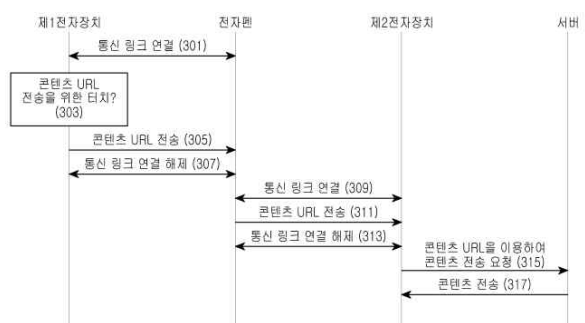 제1전자장치 전자펜 제2전자장치 서버
통신 링크 연결 (301)
콘텐츠 URL
전송을 위한 터치?
(303)
콘텐츠 URL 전송 (305)
통신 링크 연결 해제 (307)
통신 링크 연결 (309)
콘텐츠 URL 전송 (311)
통신 링크 연결 해제 (313)
콘텐츠 URL을 이용하여
콘텐츠 전송 요청 (315)
콘텐츠 전송 (317)